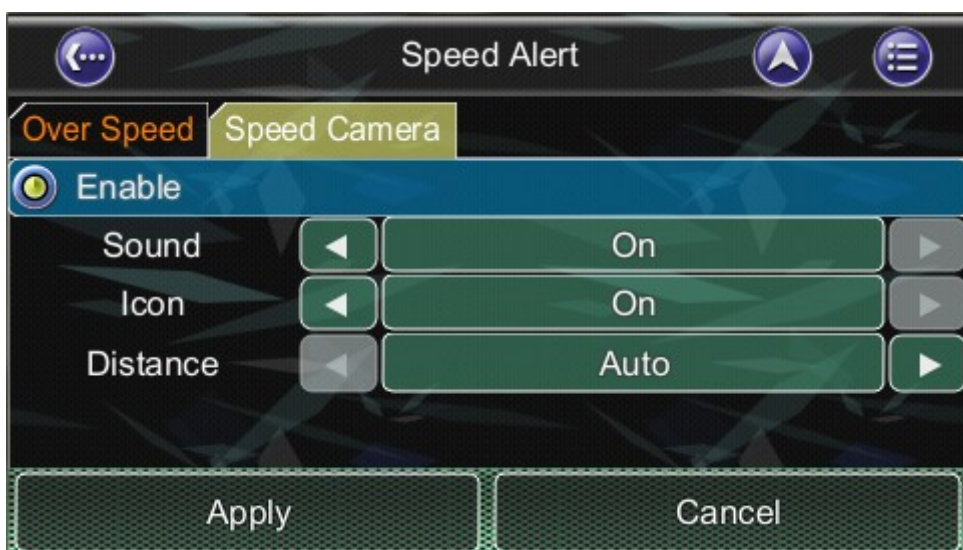 Speed Alert
Over Speed Speed Camera
Enable
Sound On
Icon On
Distance Auto
Apply Cancel